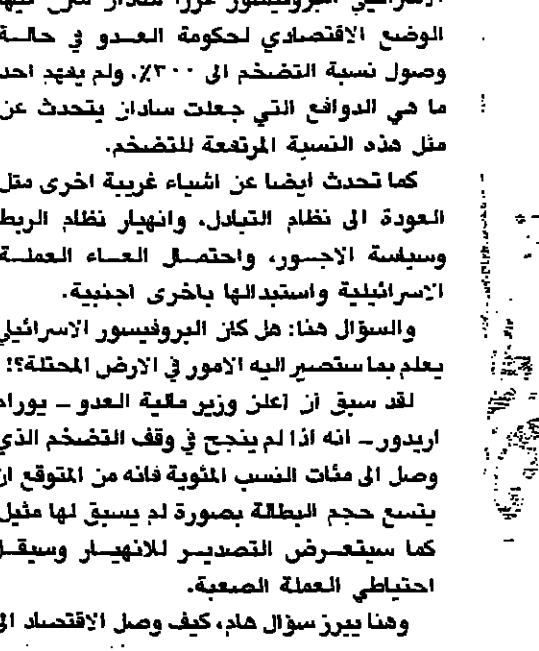 الوضع الاقتصادي لحكومة العدو في حالة
وصول نسبة التضخم الى ٣٠٠٪. ولم يفهم احد
ما هي الدوافع التي جعلت سادان يتحدث عن
مثل هذه النسبة المرتفعة للتضخم.
كما تحدث ايضا عن اشياء غريبة اخرى مثل
العودة الى نظام التبادل، وانهيار نظام الربط
وسياسة الاجور، واحتمال الغاء العملة
الاسرائيلية واستبدالها باخرى اجنبية.
والسؤال هنا: هل كان البروفيسور الاسرائيلي
يعلم بما ستصير اليه الامور في الارض المحتلة؟!
لقد سبق ان اعلن وزير مالية العدو ـ يورام
اريدور ـ انه اذا لم ينجح في وقف التضخم الذي
وصل الى مئات النسب المئوية فانه من المتوقع ان
يتسع حجم البطالة بصورة لم يسبق لها مثيل
كما سيتعرض التصدير للانهيار وسيقل
احتياطي العملة الصعبة.
وهنا يبرز سؤال هام، كيف وصل الاقتصاد الى